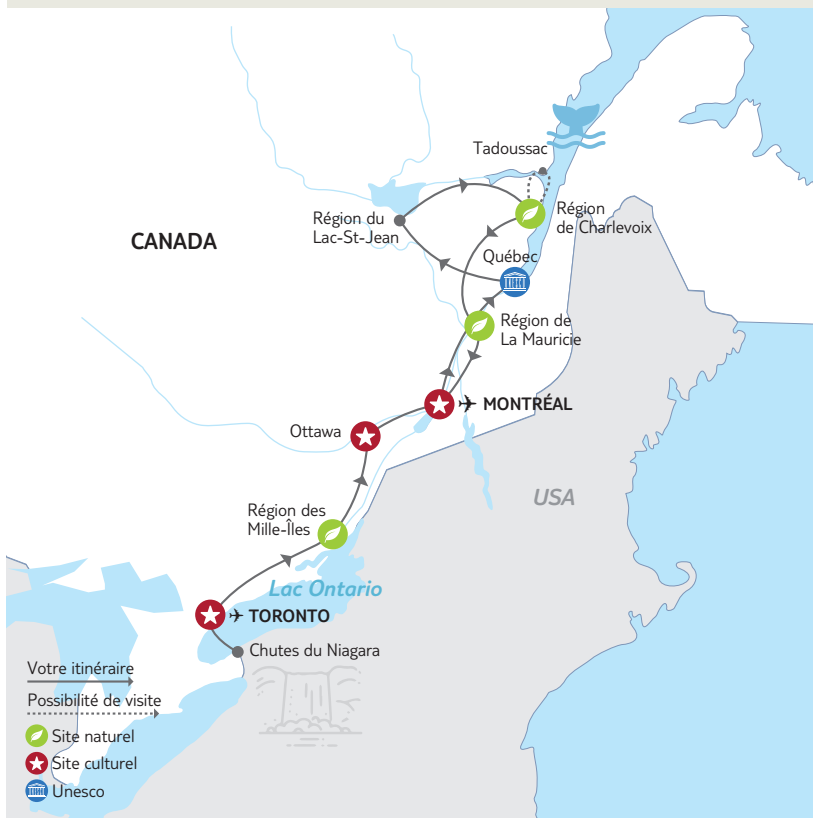 Tadoussac
Région du
Lac-St-Jean
Région
de Charlevoix
CANADA
Québec
Région de
La Mauricie
MONTRÉAL
Ottawa
USA
Région des
Mille-Îles
Lac Ontario
TORONTO
Chutes du Niagara
Votre itinéraire
Possibilité de visite
Site naturel
Site culturel
Unesco